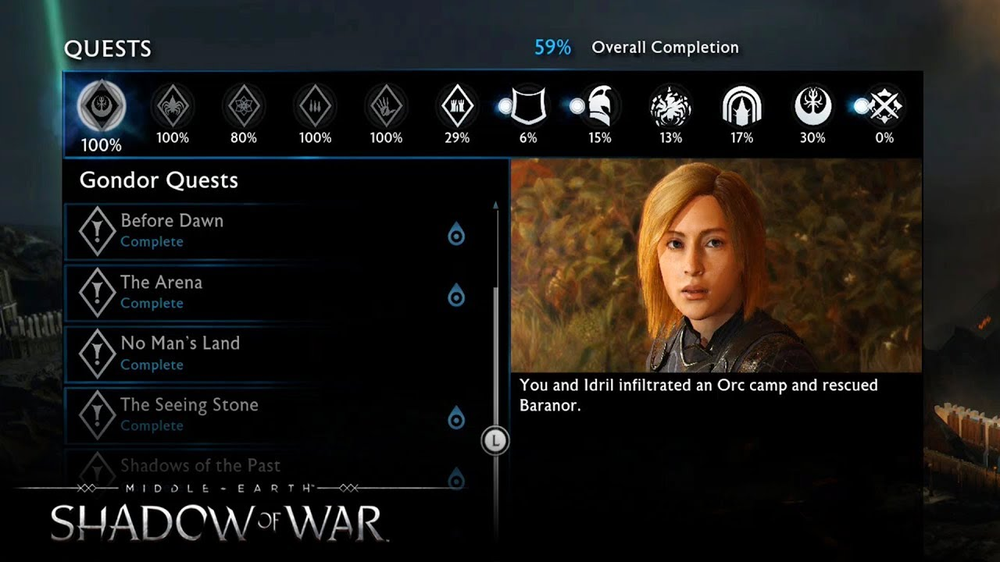 QUESTS
59% Overall Completion
100% 100% 80% 100% 100% 29% 6% 15% 13% 17% 30% 0%
Gondor Quests
Before Dawn
Complete
The Arena
Complete
No Man's Land
Complete
The Seeing Stone
Complete
Shadows of the Past
L
You and Idril infiltrated an Orc camp and rescued
Baranor.
MIDDLE-EARTH™
SHADOW OF WAR™